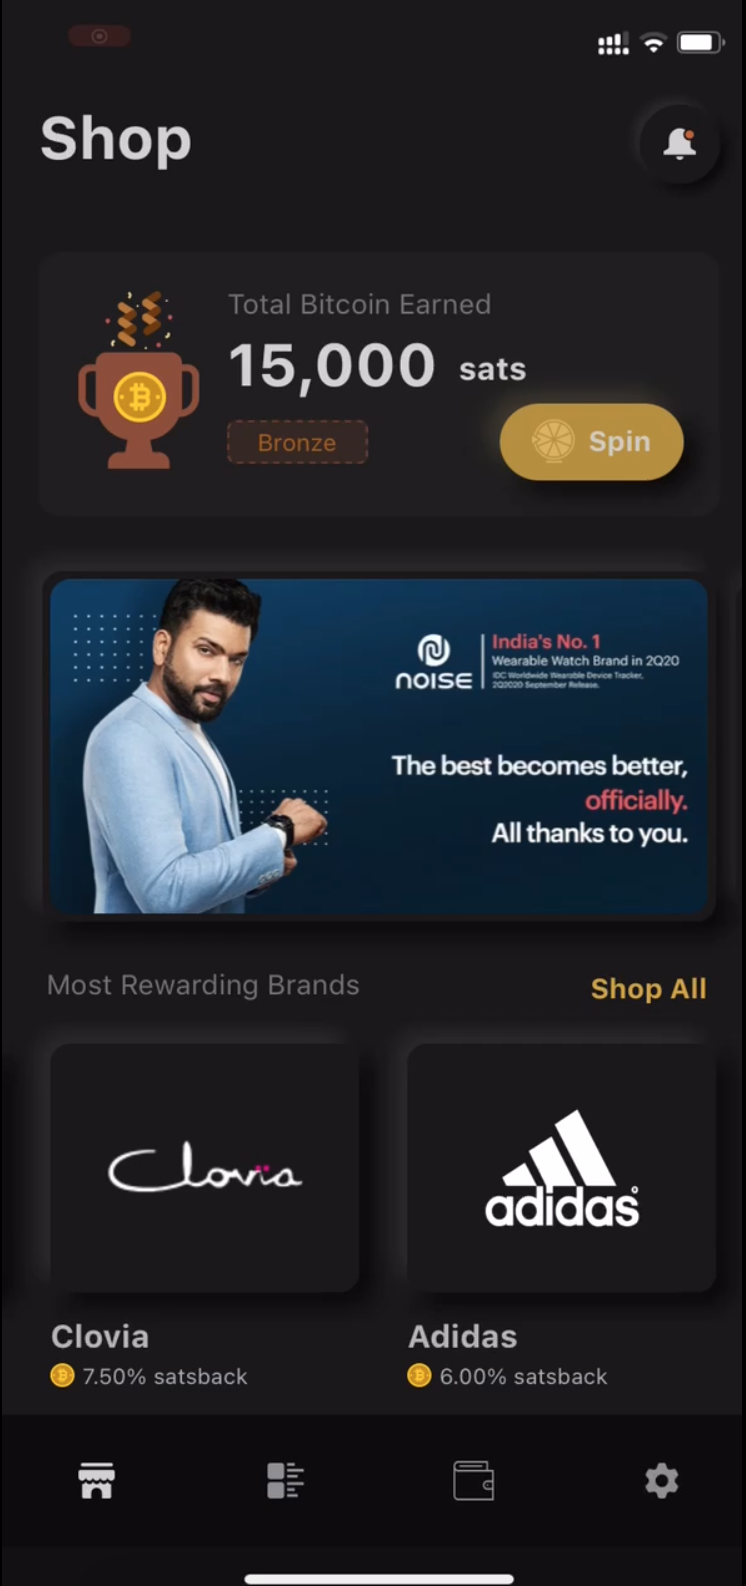 Shop
Total Bitcoin Earned
15,000 sats
Bronze
Spin
noise
India's No. 1
Wearable Watch Brand in 2Q20
IDC Worldwide Wearable Device Tracker,
2Q2020 September Release.
The best becomes better,
officially.
All thanks to you.
Most Rewarding Brands
Shop All
Clovia
adidas
Clovia
Adidas
7.50% satsback
6.00% satsback